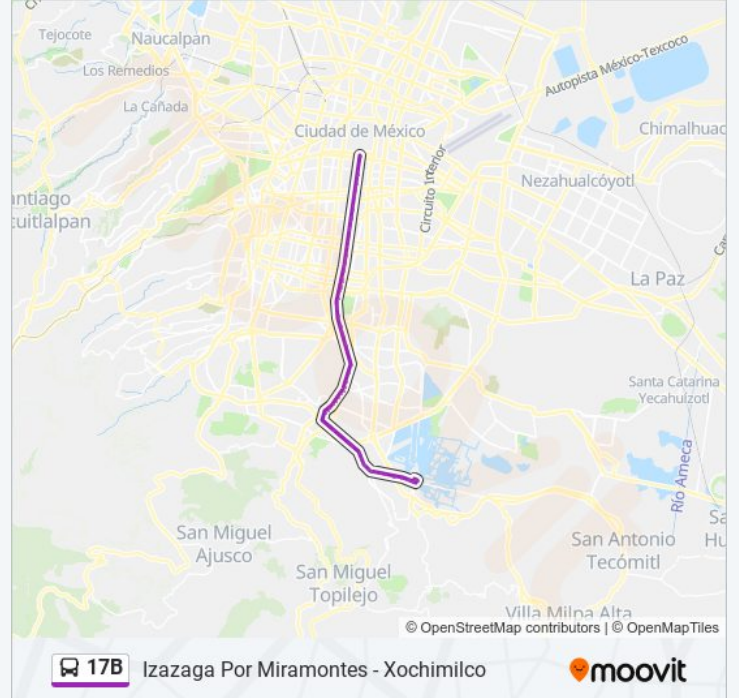 Tejocote
Naucalpan
Los Remedios
La Cañada
Autopista México-Texcoco
Ciudad de México
Chimalhuac
Circuito Interior
Nezahualcóyotl
antiago
cuitlalpan
La Paz
Santa Catarina
Yecahuizotl
Río Ameca
San Miguel
Ajusco
San Antonio
Tecómitl
San Miguel
Topilejo
Villa Milpa Alta
© OpenStreetMap contributors | © OpenMapTiles
17B
Izazaga Por Miramontes - Xochimilco
moovit